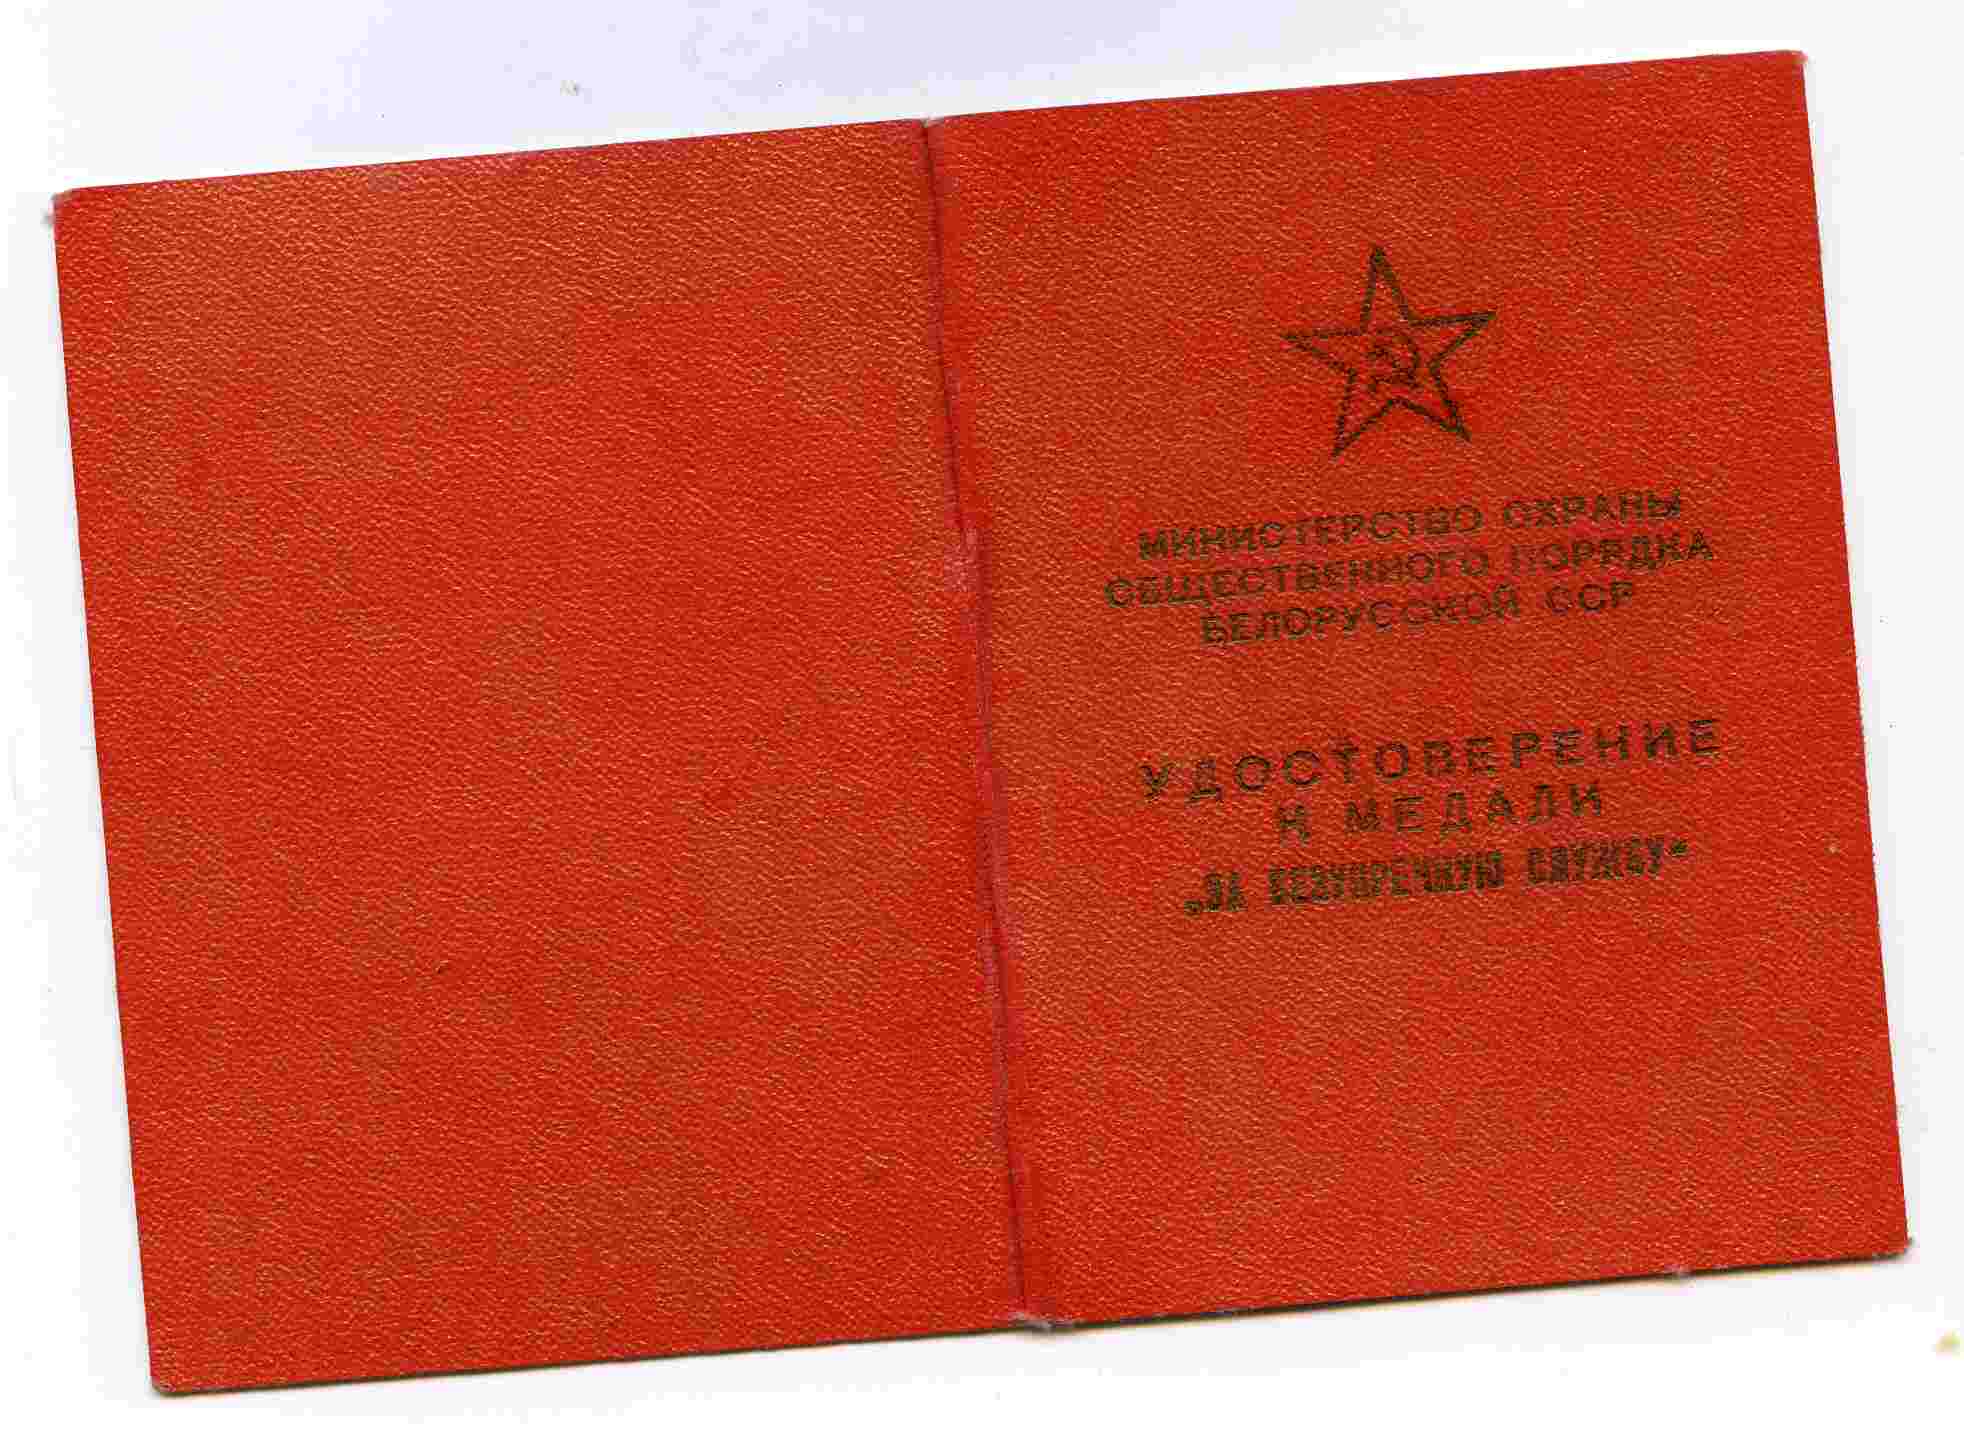 МИНИСТЕРСТВО ОХРАНЫ
ОБЩЕСТВЕННОГО ПОРЯДКА
БЕЛОРУССКОЙ ССР
УДОСТОВЕРЕНИЕ
К МЕДАЛИ
„ЗА БЕЗУПРЕЧНУЮ СЛУЖБУ“